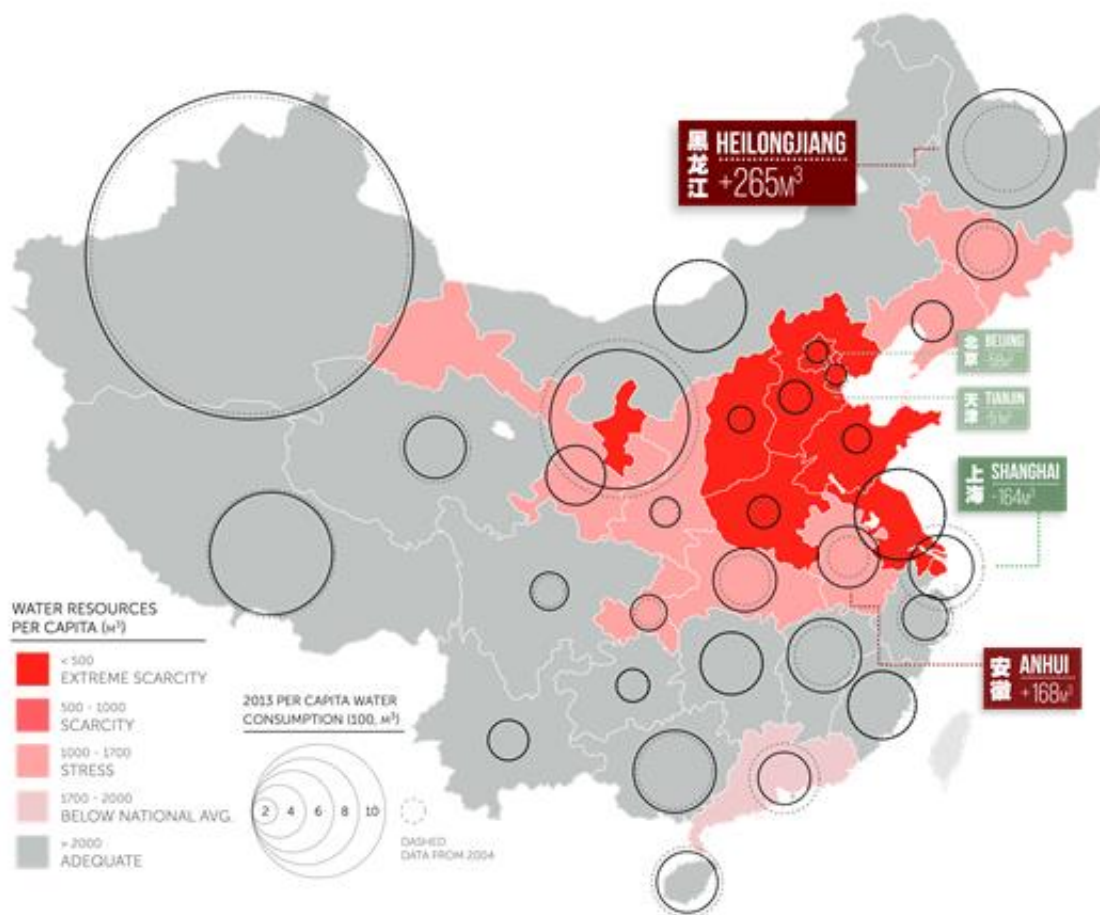 黑龙江
HEILONGJIANG
+265M³
北京
BEIJING
天津
TIANJIN
上海
SHANGHAI
-164M³
安徽
ANHUI
+168M³
WATER RESOURCES
PER CAPITA (M³)
< 500
EXTREME SCARCITY
500 - 1000
SCARCITY
1000 - 1700
STRESS
1700 - 2000
BELOW NATIONAL AVG.
> 2000
ADEQUATE
2013 PER CAPITA WATER
CONSUMPTION (100, M³)
2 4 6 8 10
DASHED
DATA FROM 2004